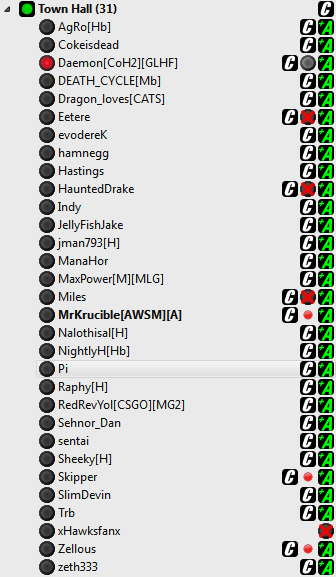 Town Hall (31) C
AgRo[Hb] C +A
Cokeisdead C +A
Daemon[CoH2][GLHF] C +A
DEATH_CYCLE[Mb] C +A
Dragon_loves[CATS] C +A
Eetere C +A
evodereK C +A
hamnegg C +A
Hastings C +A
HauntedDrake C +A
Indy C +A
JellyFishJake C +A
jman793[H] C +A
ManaHor C +A
MaxPower[M][MLG] C +A
Miles C +A
MrKrucible[AWSM][A] C +A
Nalothisal[H] C +A
NightlyH[Hb] C +A
Pi C +A
Raphy[H] C +A
RedRevYol[CSGO][MG2] C +A
Sehnor_Dan C +A
sentai C +A
Sheeky[H] C +A
Skipper C +A
SlimDevin C +A
Trb C +A
xHawksfanx
Zellous C +A
zeth333 C +A